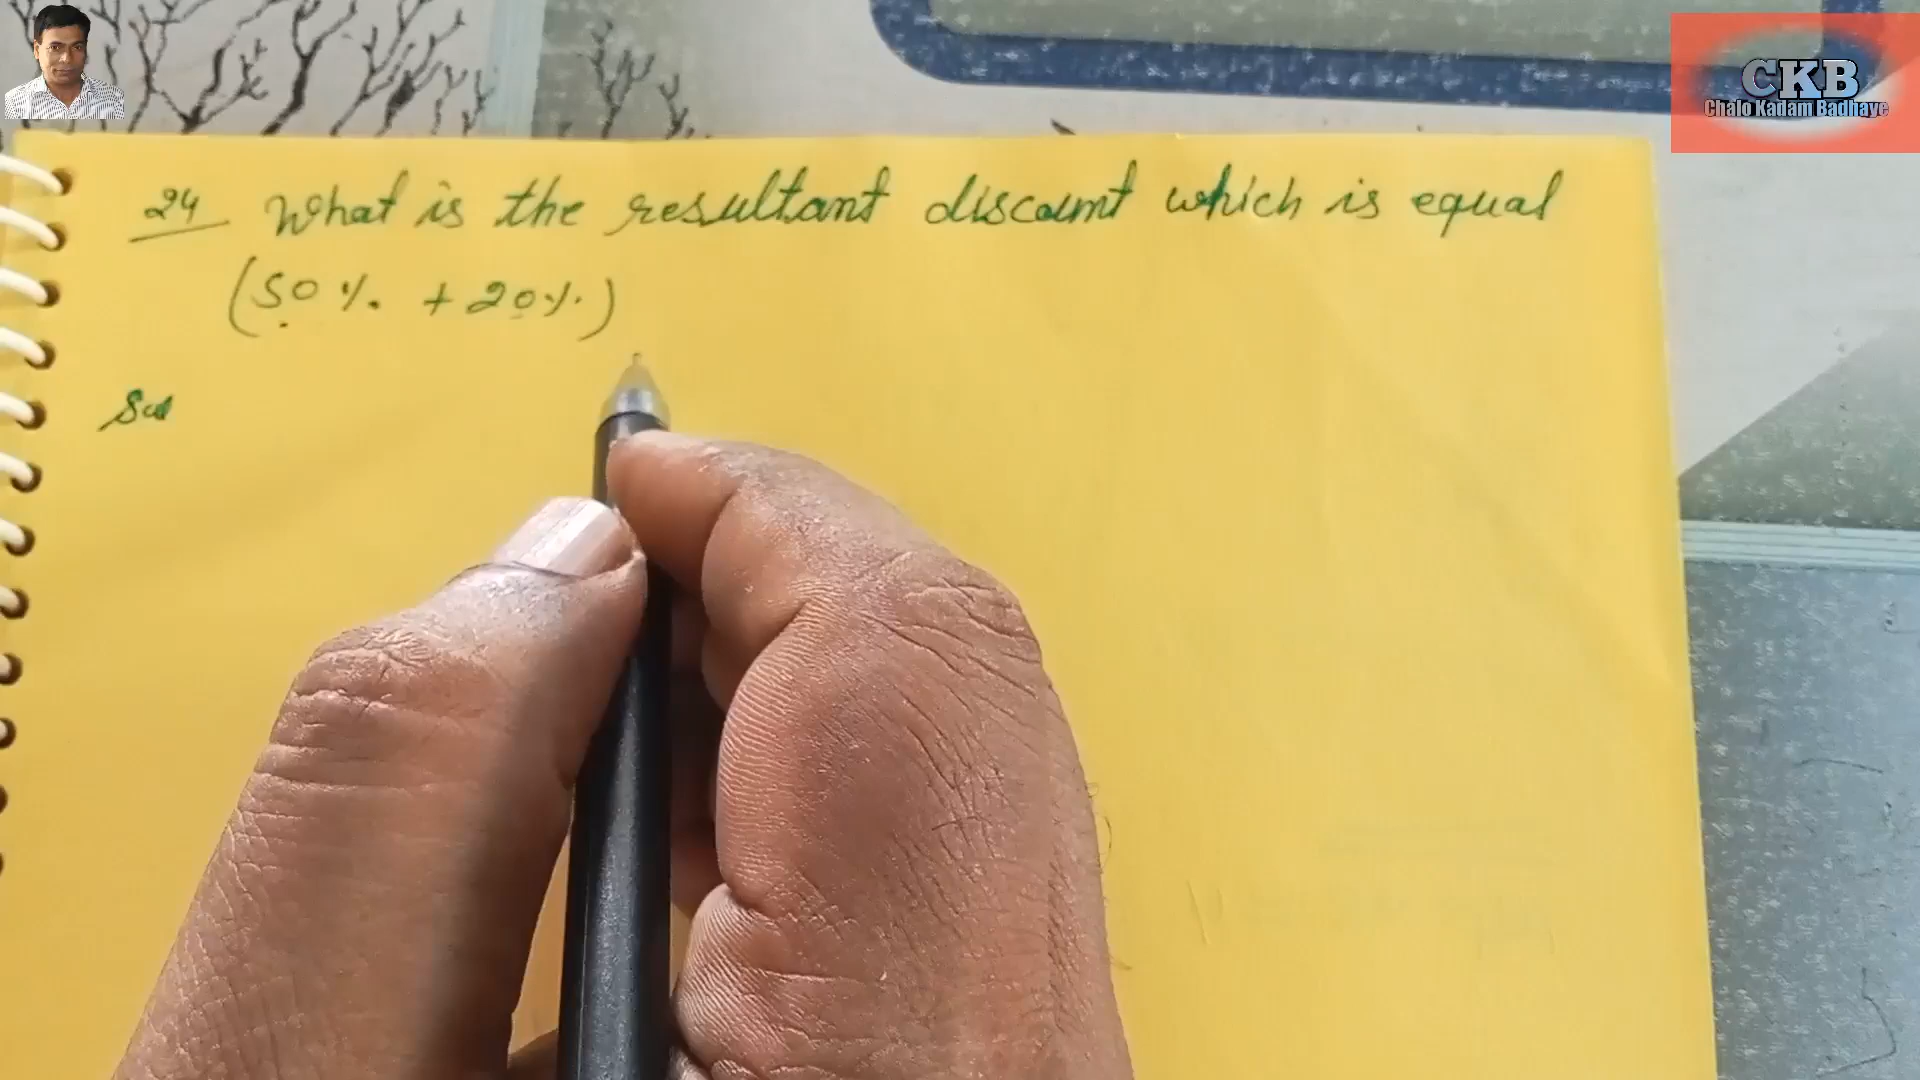 CKB
Chalo Kadam Badhaye
24 What is the resultant discount which is equal
(50% + 20%)
Sol